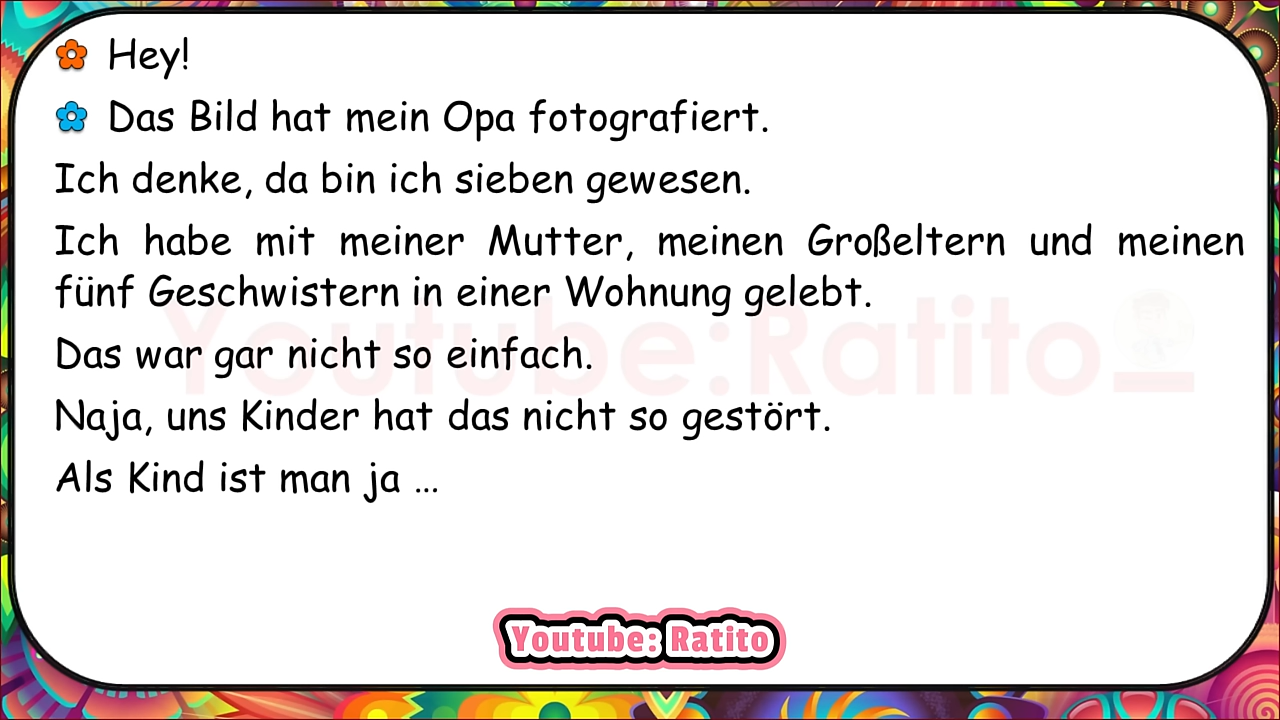 Hey!
Das Bild hat mein Opa fotografiert.
Ich denke, da bin ich sieben gewesen.
Ich habe mit meiner Mutter, meinen Großeltern und meinen
fünf Geschwistern in einer Wohnung gelebt.
Youtube:Ratito
Das war gar nicht so einfach.
Naja, uns Kinder hat das nicht so gestört.
Als Kind ist man ja …
Youtube: Ratito